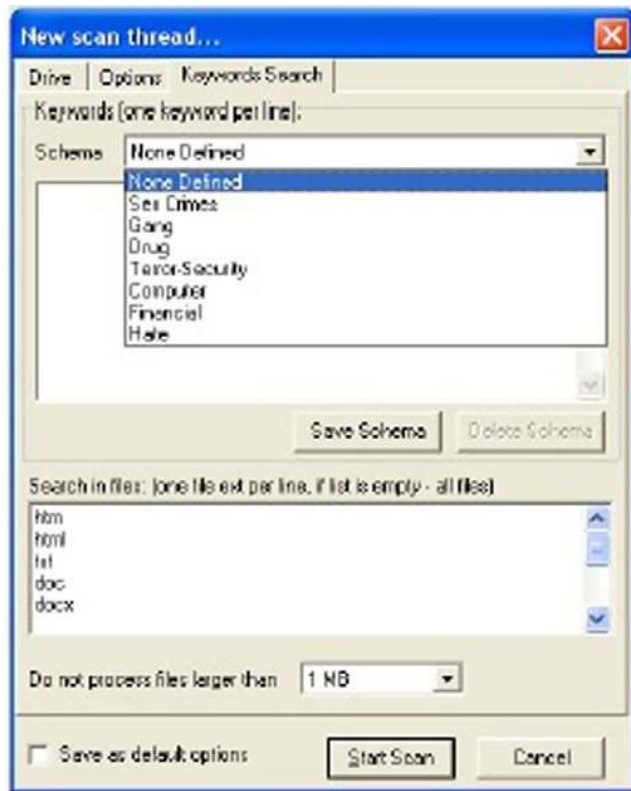 New scan thread...
Drive Options Keywords Search
Keywords (one keyword per line):
Schema None Defined
None Defined
Sex Crimes
Gang
Drug
Terror-Security
Computer
Financial
Hate
Save Schema Delete Schema
Search in files: (one file ext per line, if list is empty - all files)
htm
html
txt
doc
docx
Do not process files larger than 1 MB
Save as default options Start Scan Cancel